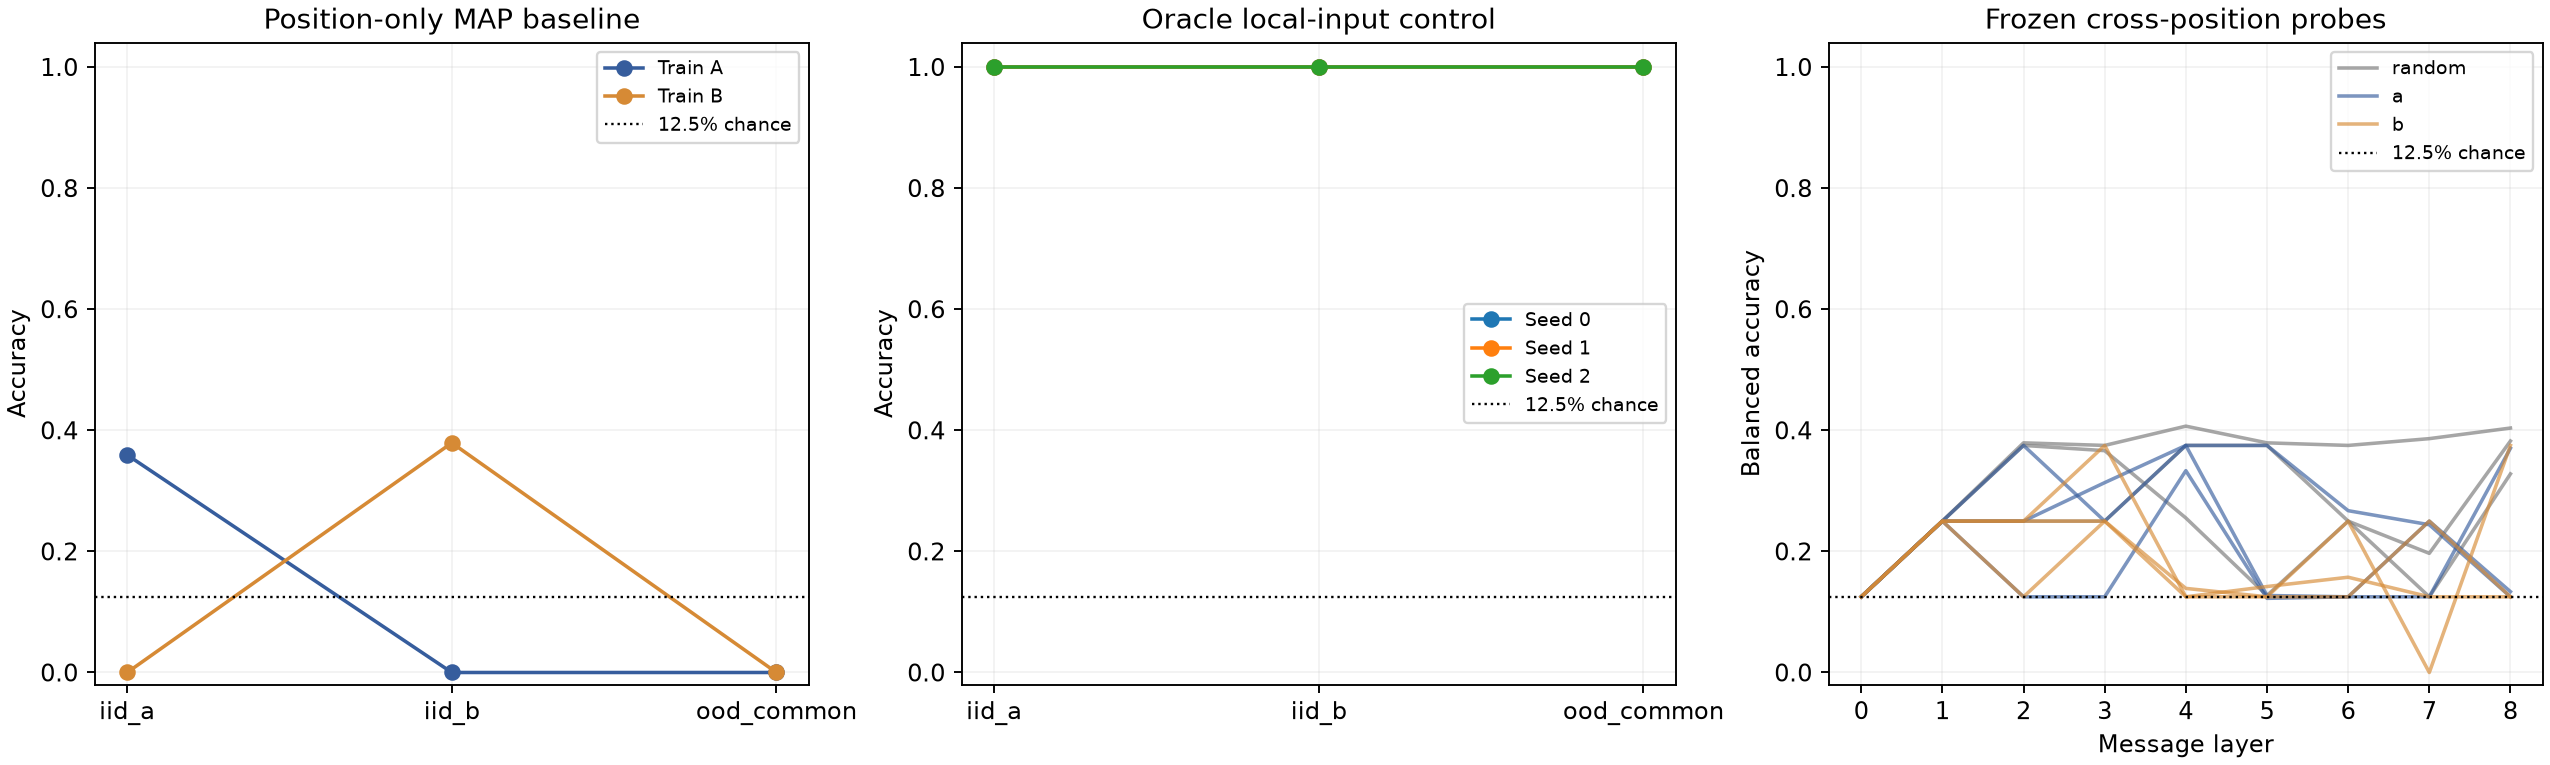 Position-only MAP baseline
Accuracy
1.0
0.8
0.6
0.4
0.2
0.0
iid_a
iid_b
ood_common
Train A
Train B
12.5% chance
Oracle local-input control
Accuracy
1.0
0.8
0.6
0.4
0.2
0.0
iid_a
iid_b
ood_common
Seed 0
Seed 1
Seed 2
12.5% chance
Frozen cross-position probes
Balanced accuracy
1.0
0.8
0.6
0.4
0.2
0.0
0 1 2 3 4 5 6 7 8
Message layer
random
a
b
12.5% chance